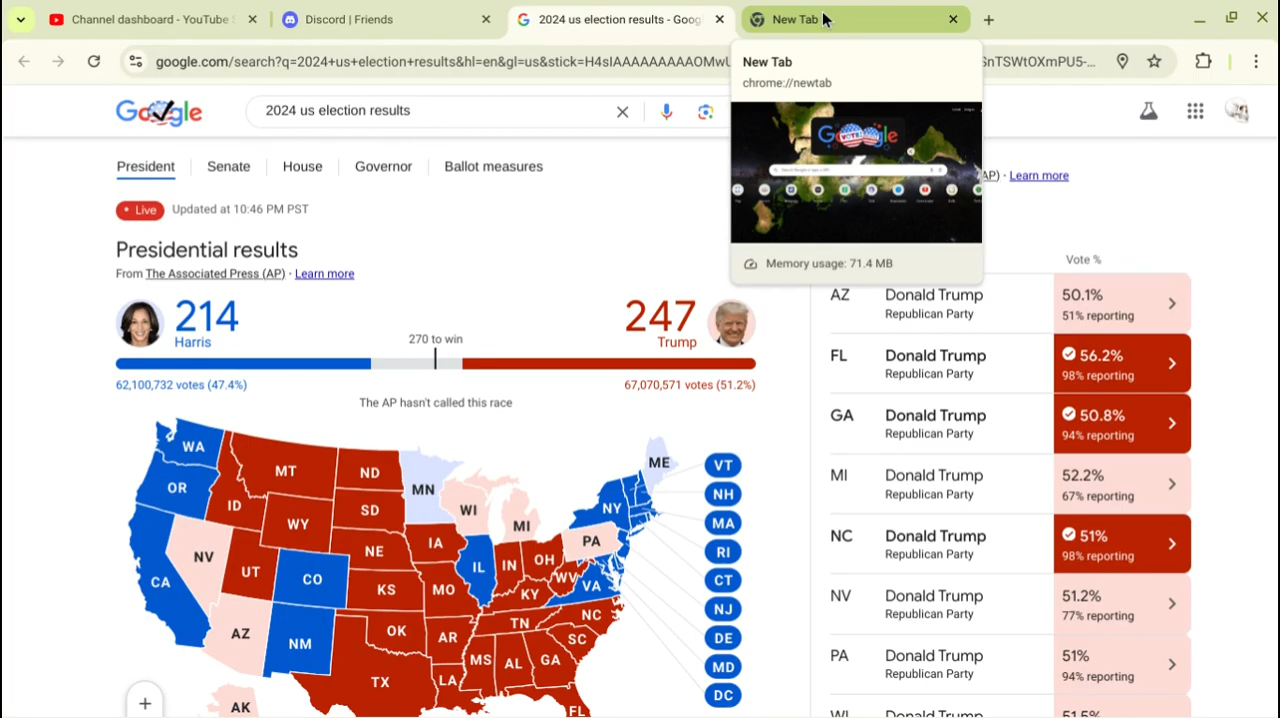 Channel dashboard - YouTube S
Discord | Friends
2024 us election results - Goog
New Tab
google.com/search?q=2024+us+election+results&hl=en&gl=us&stick=H4sIAAAAAAAAAOMwU
nTSWtOXmPU5-...
New Tab
chrome://newtab
Memory usage: 71.4 MB
Google
2024 us election results
President
Senate
House
Governor
Ballot measures
AP) · Learn more
Live
Updated at 10:46 PM PST
Presidential results
From The Associated Press (AP) · Learn more
214
Harris
270 to win
247
Trump
62,100,732 votes (47.4%)
67,070,571 votes (51.2%)
The AP hasn't called this race
WA
OR
CA
ID
NV
MT
WY
UT
AZ
CO
NM
ND
SD
NE
KS
OK
TX
MN
IA
MO
AR
LA
WI
IL
MI
IN
OH
KY
TN
MS
AL
GA
WV
VA
NC
SC
FL
PA
NY
ME
AK
VT
NH
MA
RI
CT
NJ
DE
MD
DC
+
Vote %
AZ
Donald Trump
Republican Party
50.1%
51% reporting
FL
Donald Trump
Republican Party
56.2%
98% reporting
GA
Donald Trump
Republican Party
50.8%
94% reporting
MI
Donald Trump
Republican Party
52.2%
67% reporting
NC
Donald Trump
Republican Party
51%
98% reporting
NV
Donald Trump
Republican Party
51.2%
77% reporting
PA
Donald Trump
Republican Party
51%
94% reporting
WI
Donald Trump
51.5%